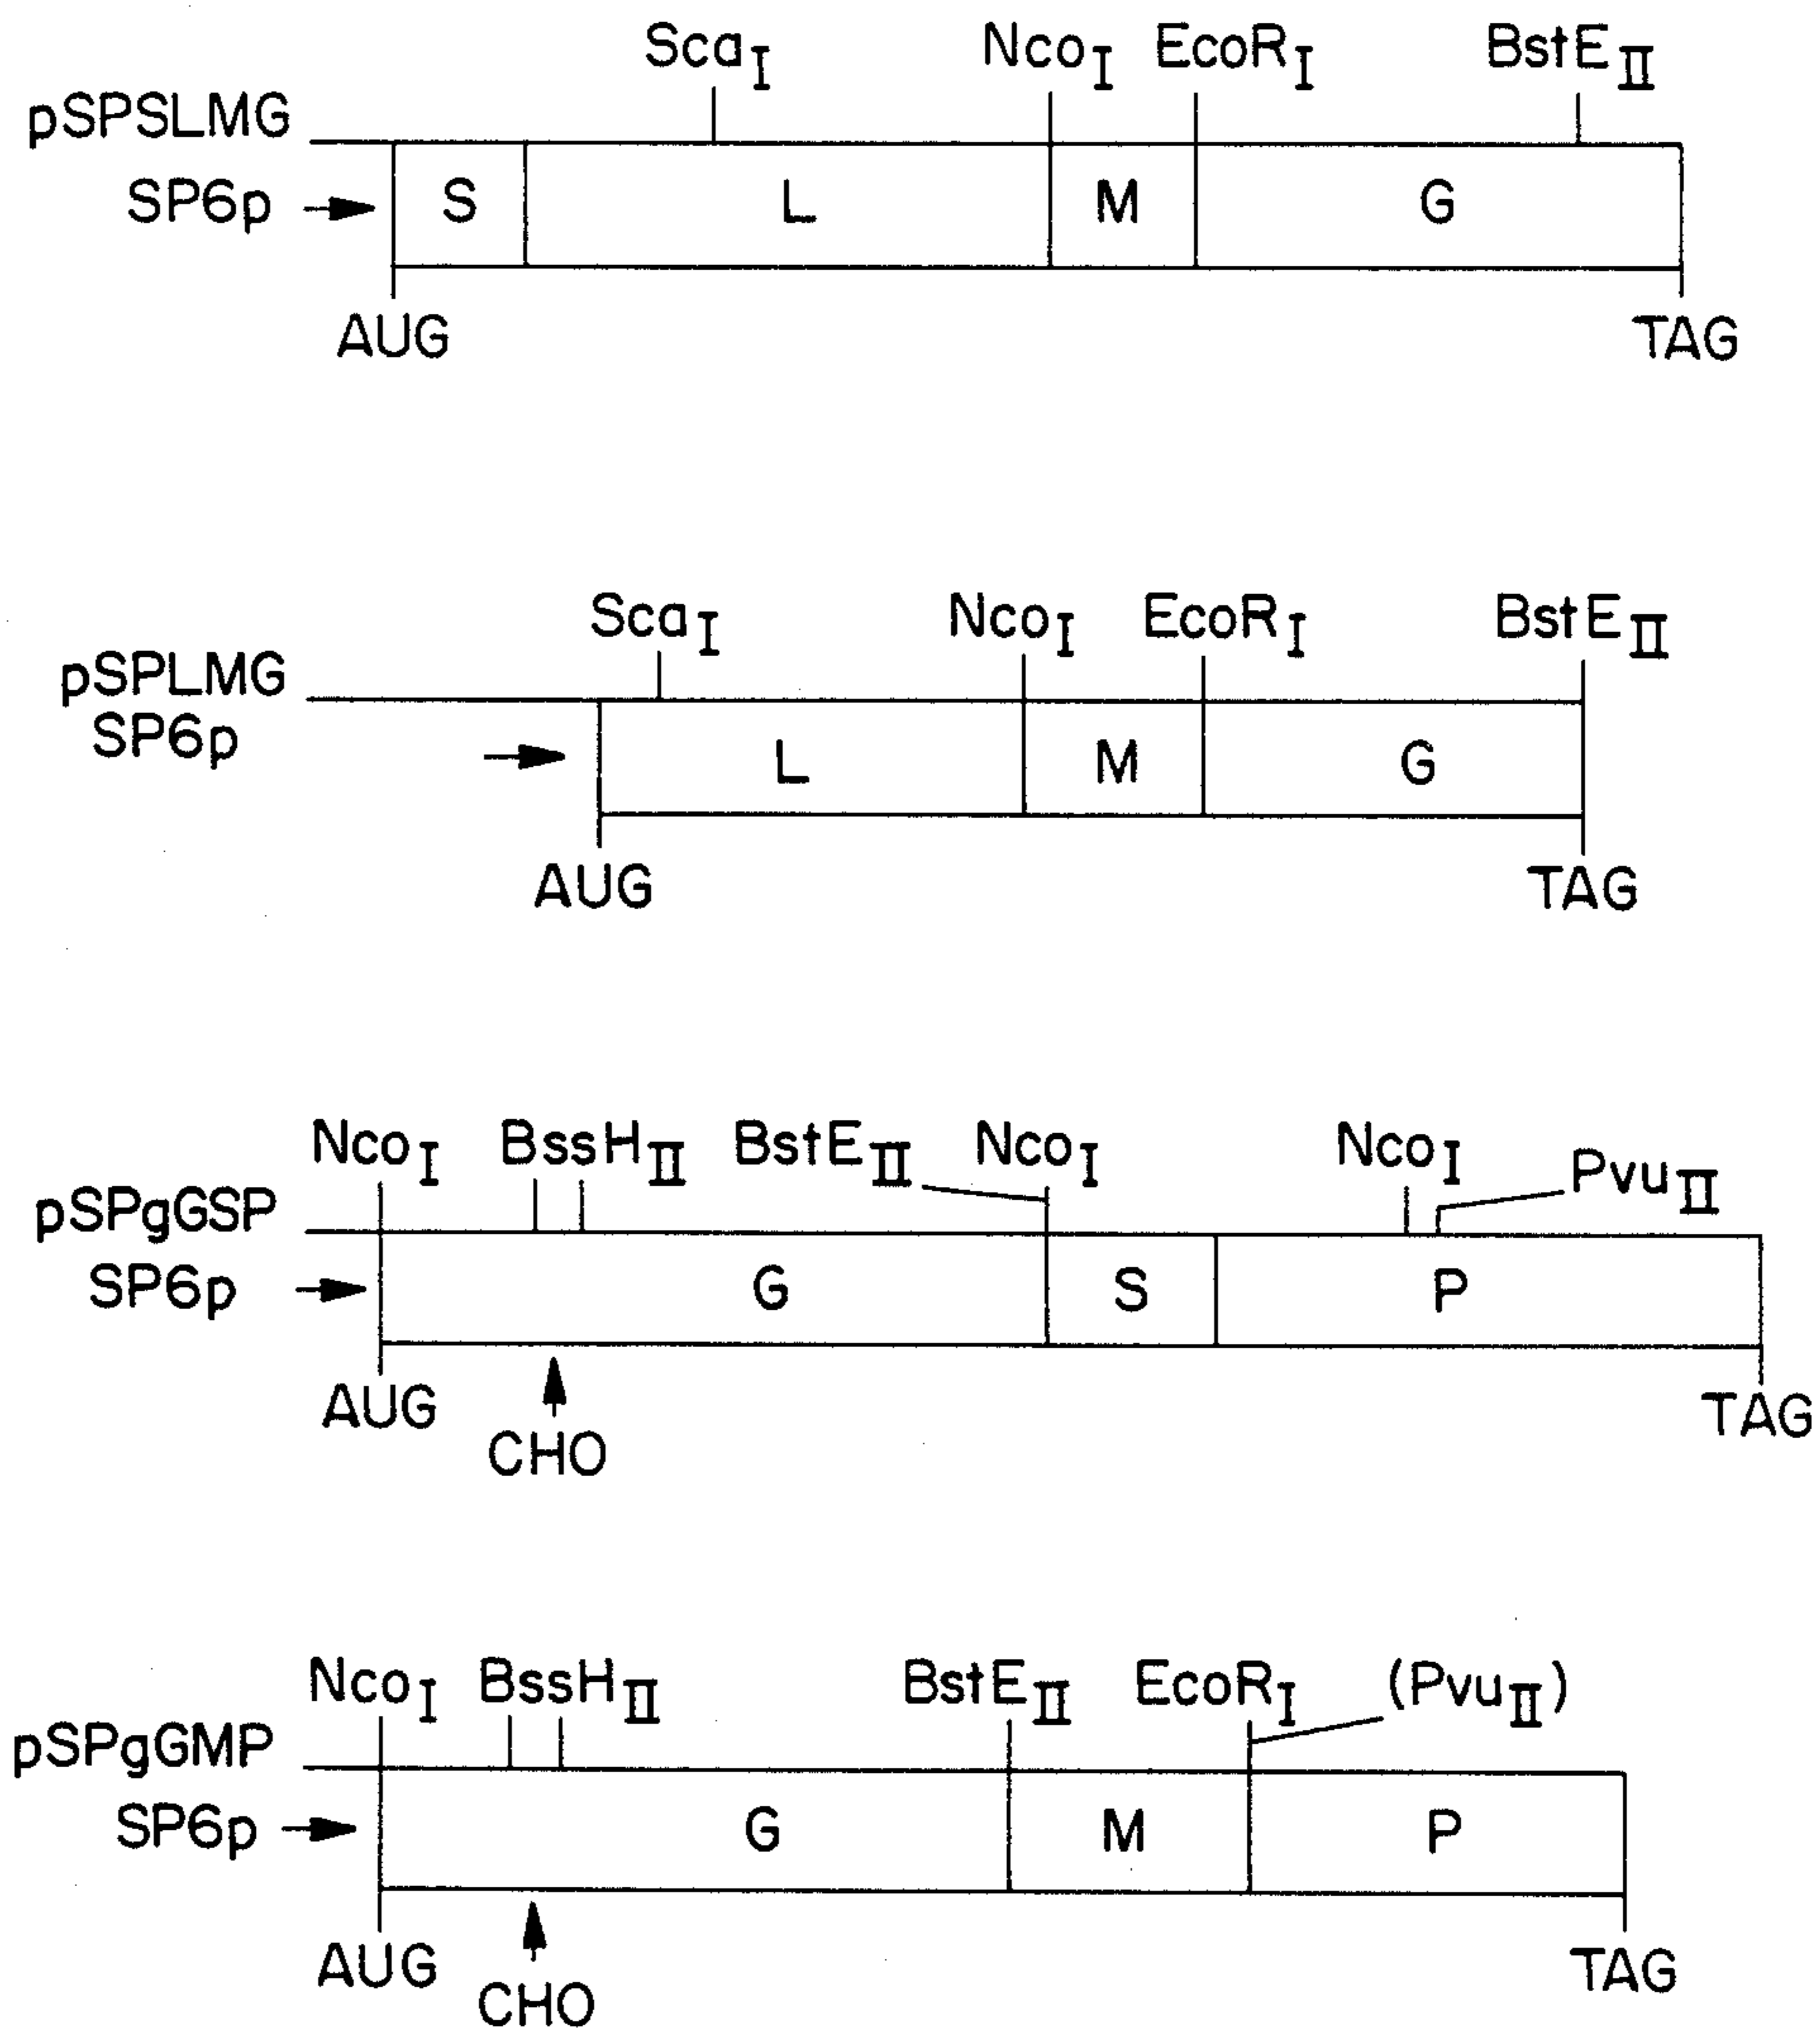 ScaI NcoI EcoRI BstEII
pSPSLMG
SP6p S L M G
AUG TAG
ScaI NcoI EcoRI BstEII
pSPLMG
SP6p L M G
AUG TAG
NcoI BssHII BstEII NcoI NcoI PvuII
pSPgGSP
SP6p G S P
AUG TAG
CHO
NcoI BssHII BstEII EcoRI (PvuII)
pSPgGMP
SP6p G M P
AUG TAG
CHO